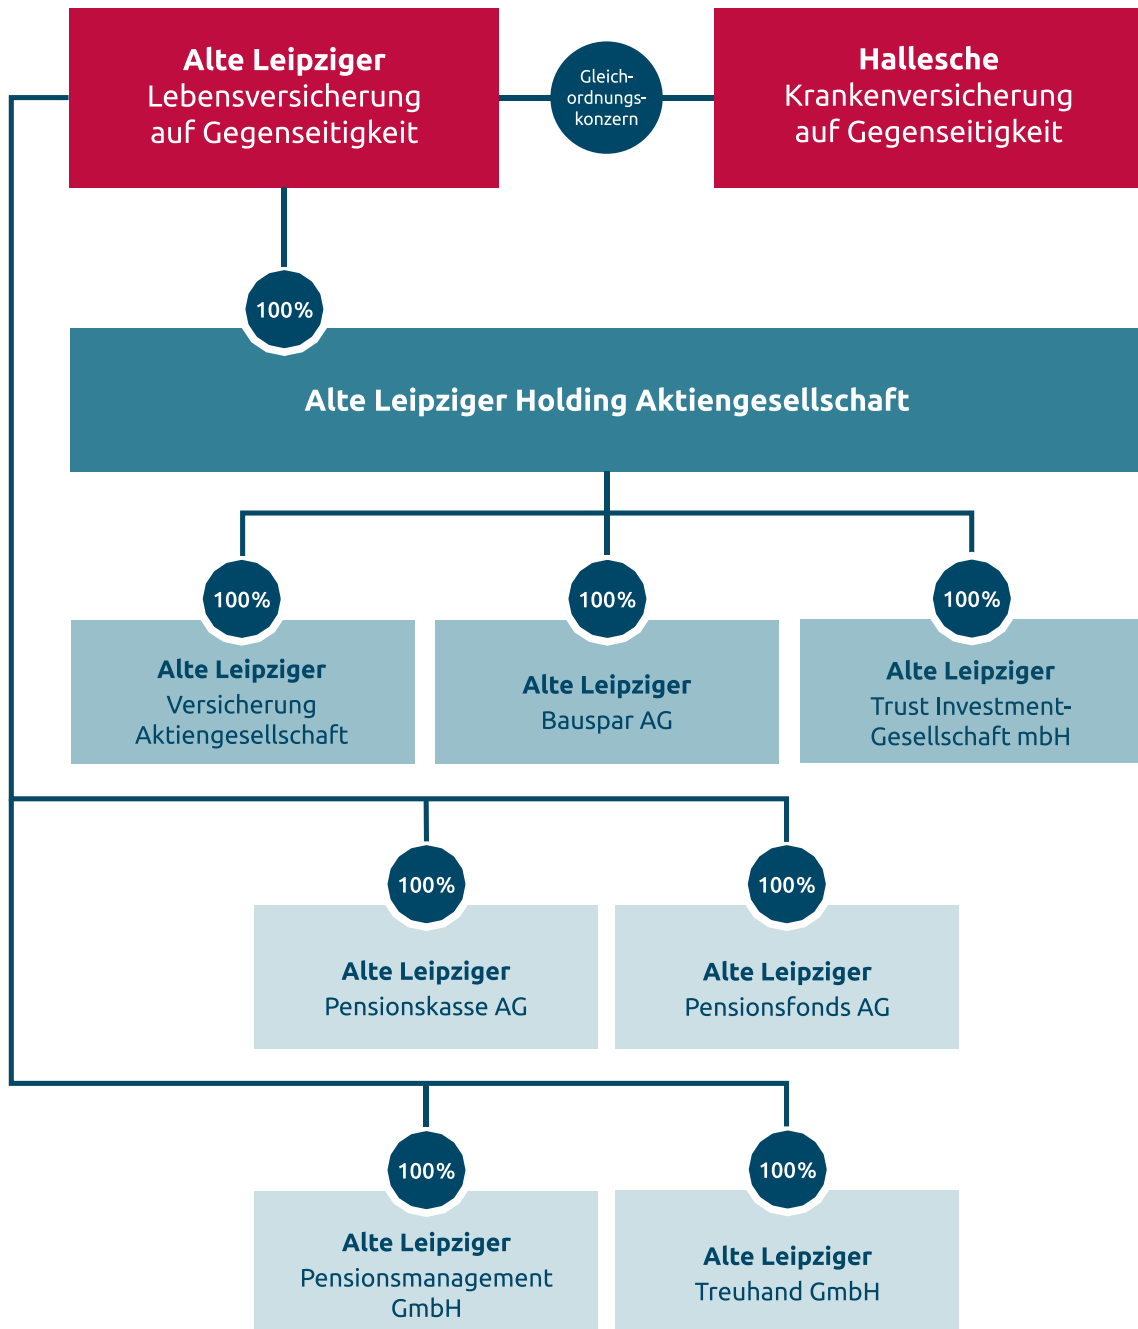 Alte Leipziger
Lebensversicherung
auf Gegenseitigkeit
Gleich-
ordnungs-
konzern
Hallesche
Krankenversicherung
auf Gegenseitigkeit
100%
Alte Leipziger Holding Aktiengesellschaft
100%
Alte Leipziger
Versicherung
Aktiengesellschaft
100%
Alte Leipziger
Bauspar AG
100%
Alte Leipziger
Trust Investment-
Gesellschaft mbH
100%
Alte Leipziger
Pensionskasse AG
100%
Alte Leipziger
Pensionsfonds AG
100%
Alte Leipziger
Pensionsmanagement
GmbH
100%
Alte Leipziger
Treuhand GmbH